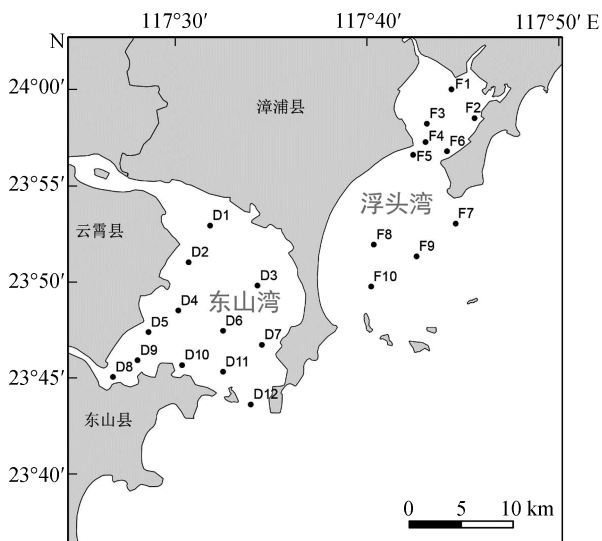 117°30′ 117°40′ 117°50′ E
N
24°00′
F1
漳浦县
F2
F3
F4
F6
F5
23°55′
浮头湾
D1
F7
云霄县
F8
D2
F9
23°50′
D3
F10
东山湾
D4
D5
D6
D7
D9
D10
D8
D11
23°45′
D12
东山县
23°40′
0 5 10 km